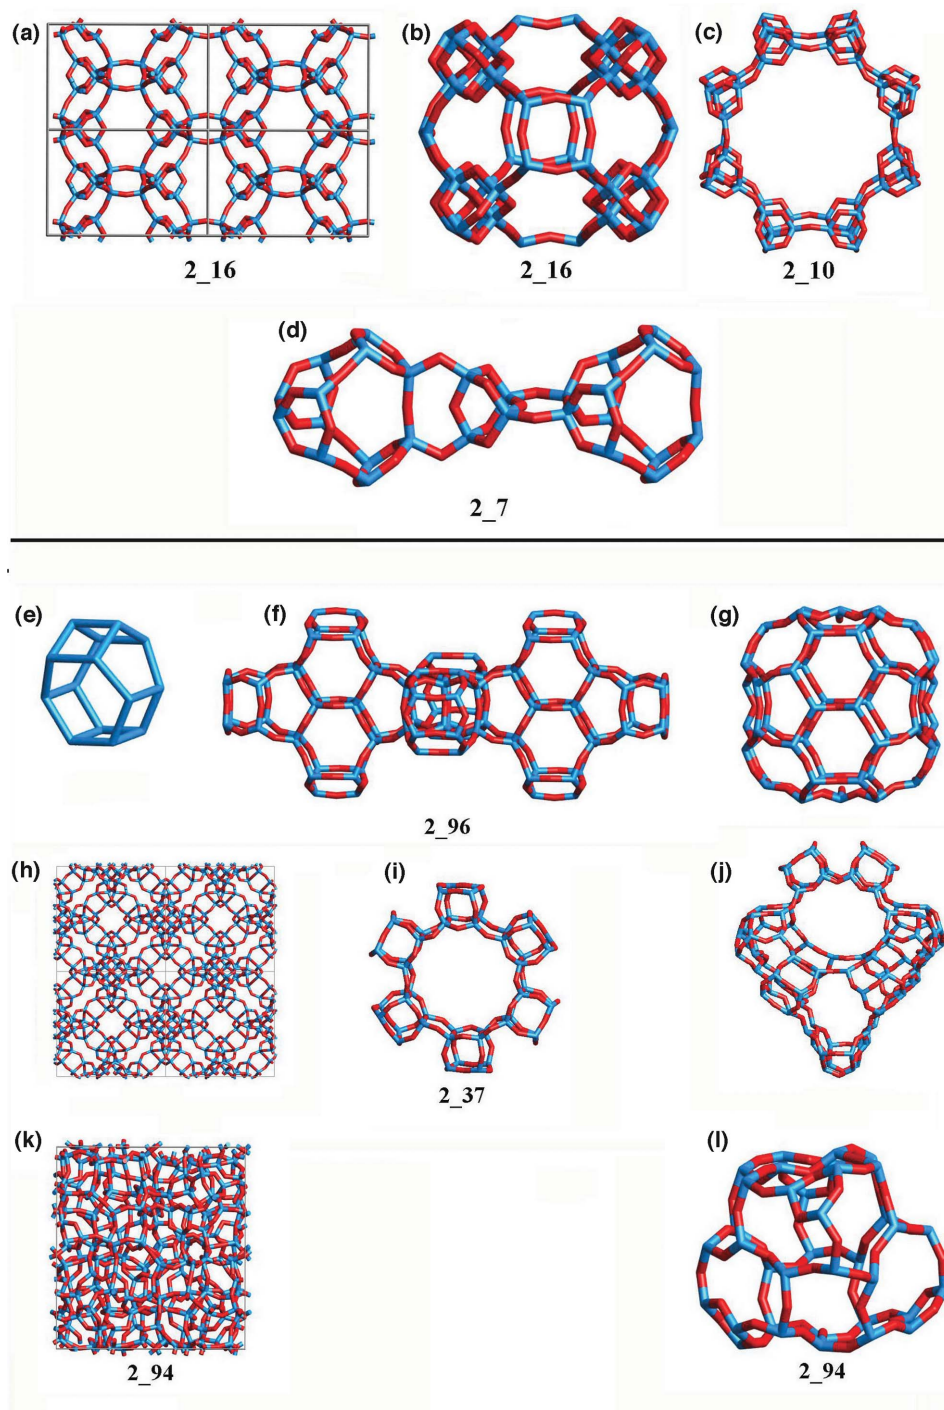 (a)
(b)
(c)
2_16
2_16
2_10
(d)
2_7
(e)
(f)
(g)
2_96
(h)
(i)
(j)
2_37
(k)
(l)
2_94
2_94